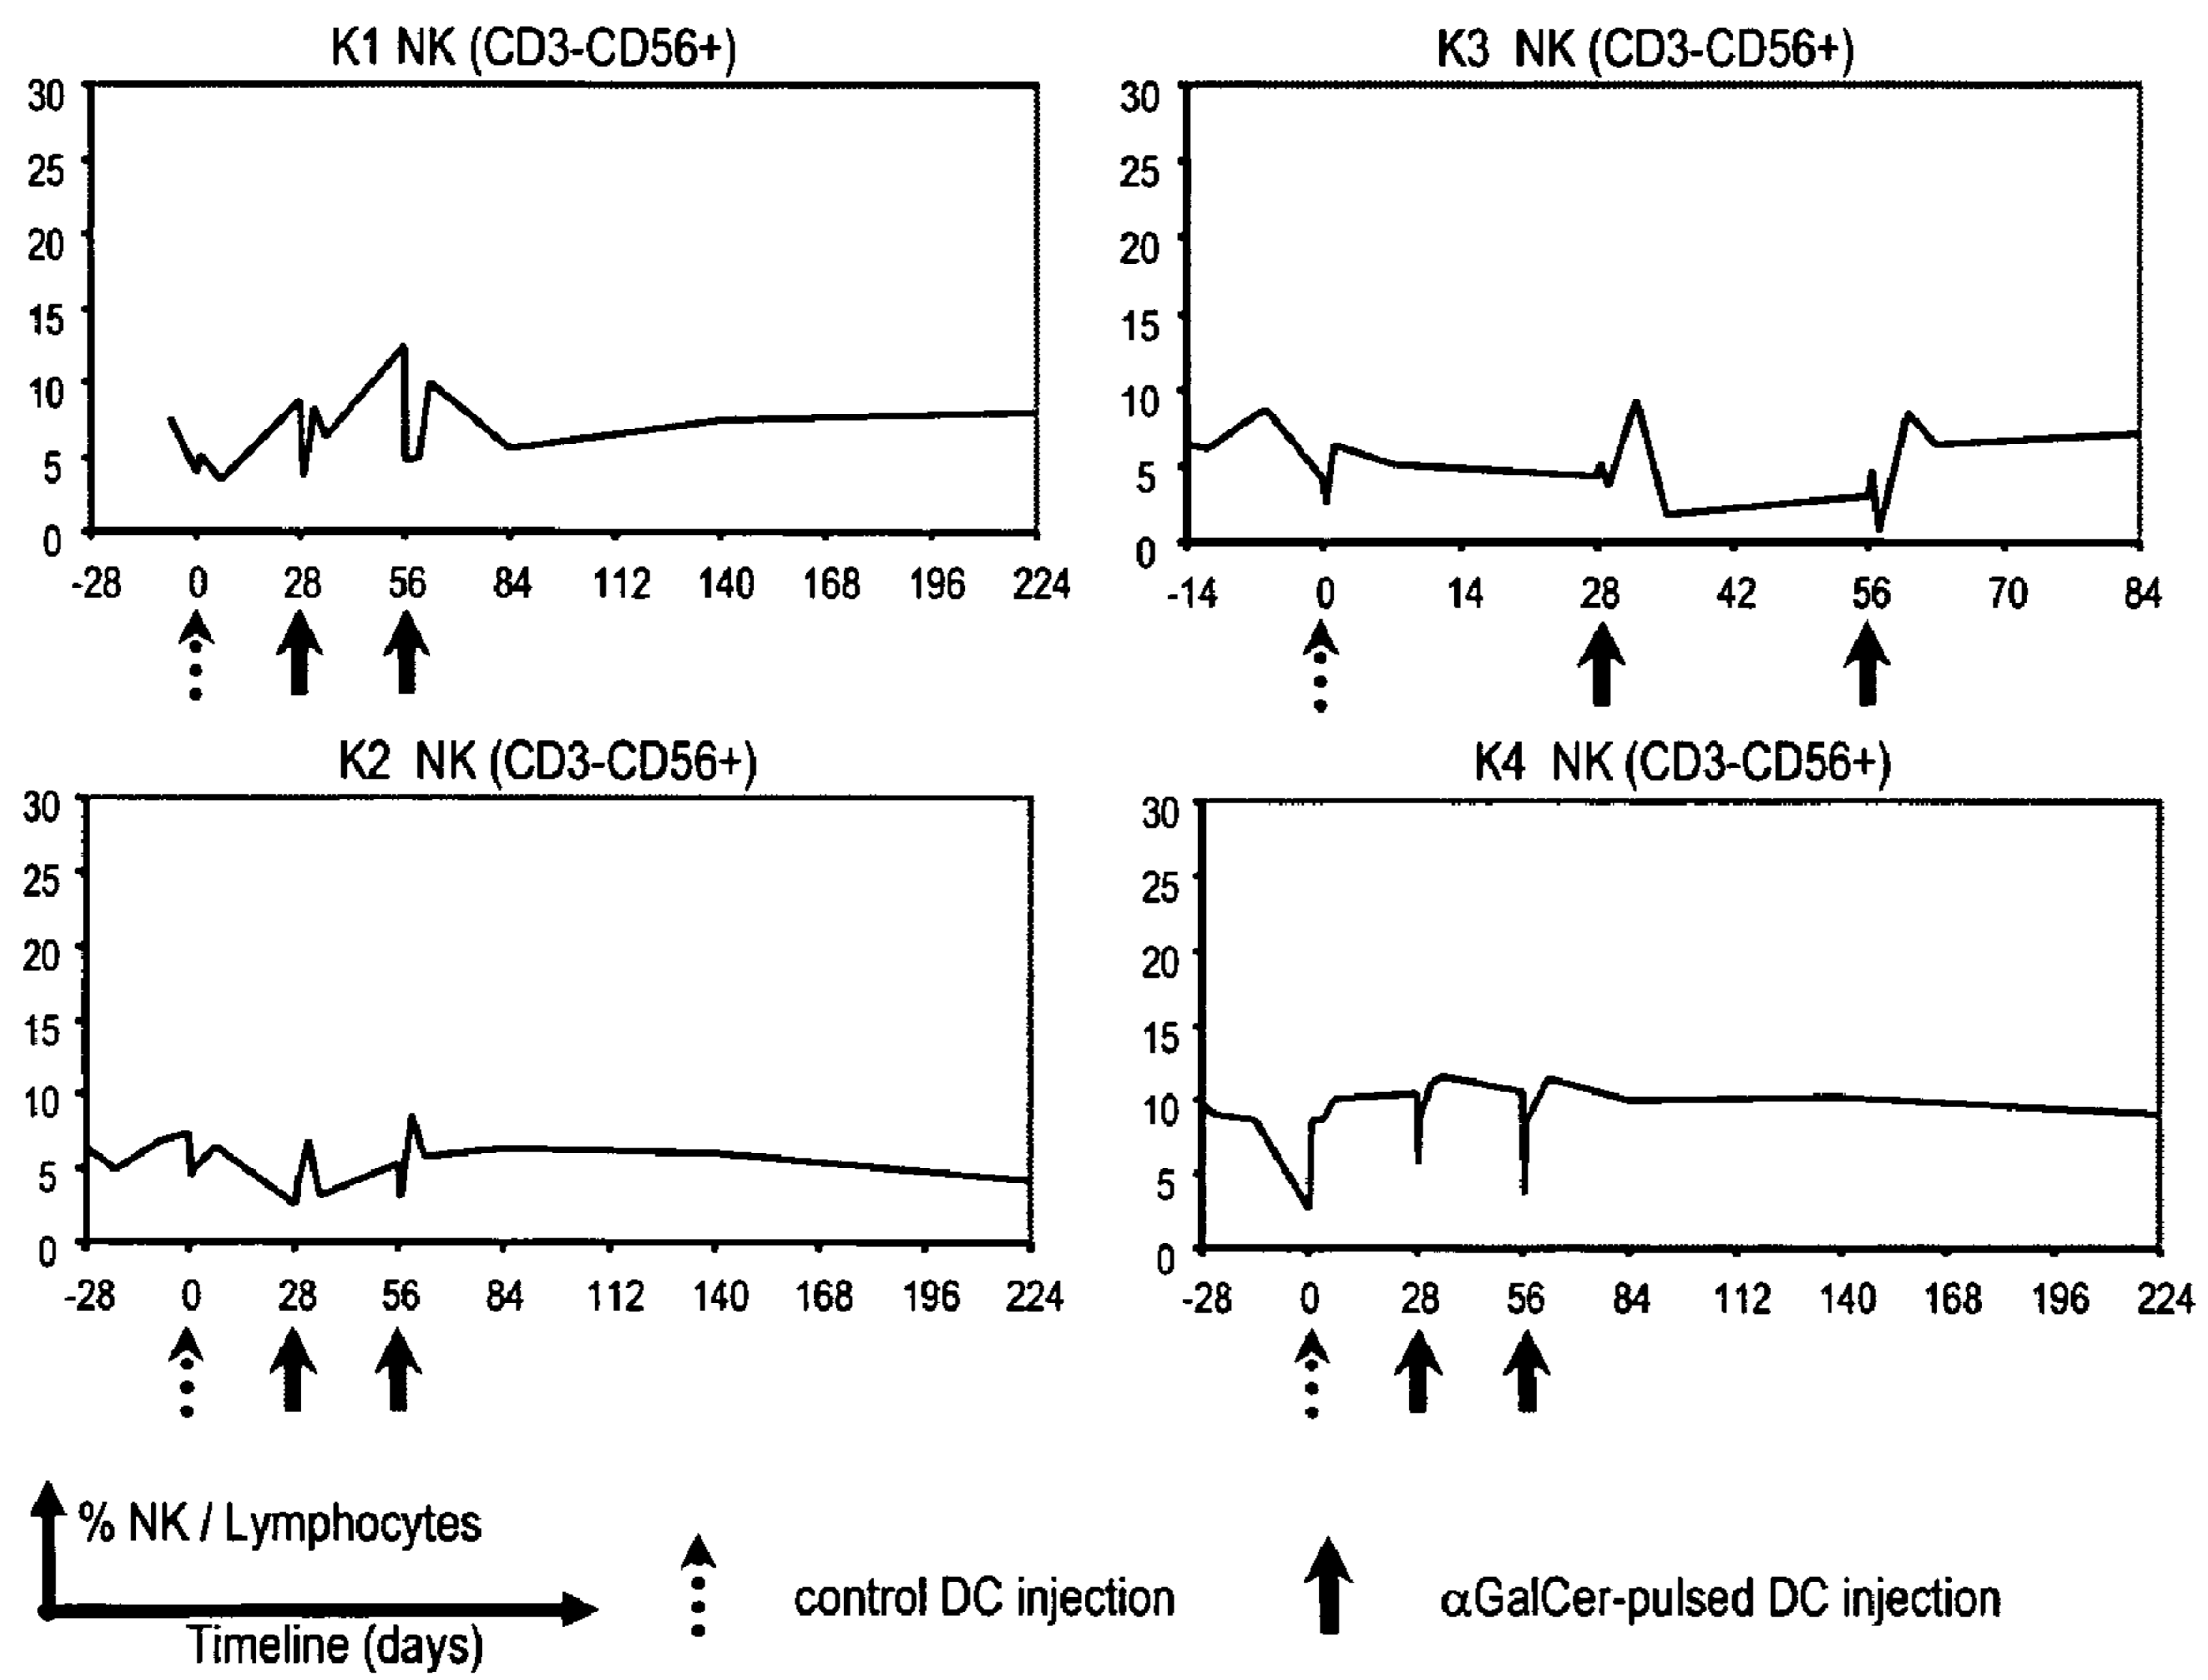 K1 NK (CD3-CD56+)
30
25
20
15
10
5
0
-28 0 28 56 84 112 140 168 196 224
K3 NK (CD3-CD56+)
30
25
20
15
10
5
0
-14 0 14 28 42 56 70 84
K2 NK (CD3-CD56+)
30
25
20
15
10
5
0
-28 0 28 56 84 112 140 168 196 224
K4 NK (CD3-CD56+)
30
25
20
15
10
5
0
-28 0 28 56 84 112 140 168 196 224
% NK / Lymphocytes
Timeline (days)
control DC injection
αGalCer-pulsed DC injection